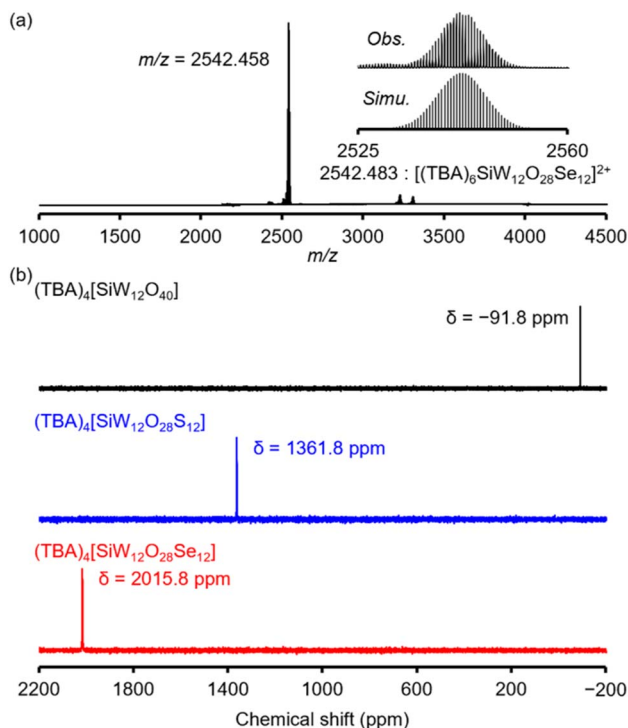 (a)
m/z = 2542.458
Obs.
Simu.
2525 2560
2542.483 : [(TBA)₆SiW₁₂O₂₈Se₁₂]²⁺
1000 1500 2000 2500 3000 3500 4000 4500
m/z
(b)
(TBA)₄[SiW₁₂O₄₀]
δ = −91.8 ppm
(TBA)₄[SiW₁₂O₂₈S₁₂]
δ = 1361.8 ppm
(TBA)₄[SiW₁₂O₂₈Se₁₂]
δ = 2015.8 ppm
2200 1800 1400 1000 600 200 −200
Chemical shift (ppm)